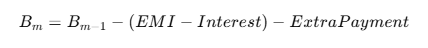 B_m = B_{m-1} − (EMI − Interest) − ExtraPayment